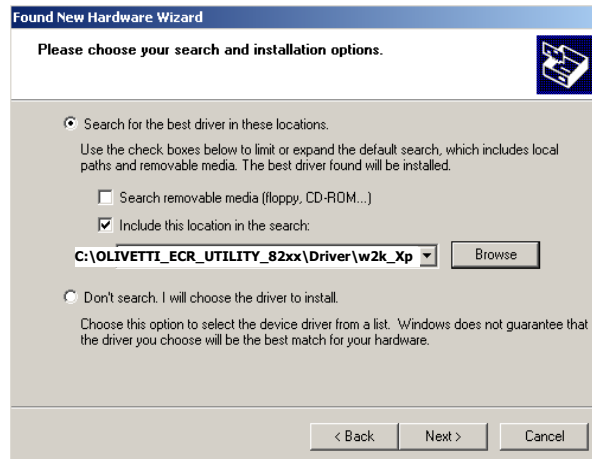 Found New Hardware Wizard
Please choose your search and installation options.
Search for the best driver in these locations.
Use the check boxes below to limit or expand the default search, which includes local
paths and removable media. The best driver found will be installed.
Search removable media (floppy, CD-ROM...)
Include this location in the search:
C:\OLIVETTI_ECR_UTILITY_82xx\Driver\w2k_Xp
Browse
Don't search. I will choose the driver to install.
Choose this option to select the device driver from a list. Windows does not guarantee that
the driver you choose will be the best match for your hardware.
< Back Next > Cancel